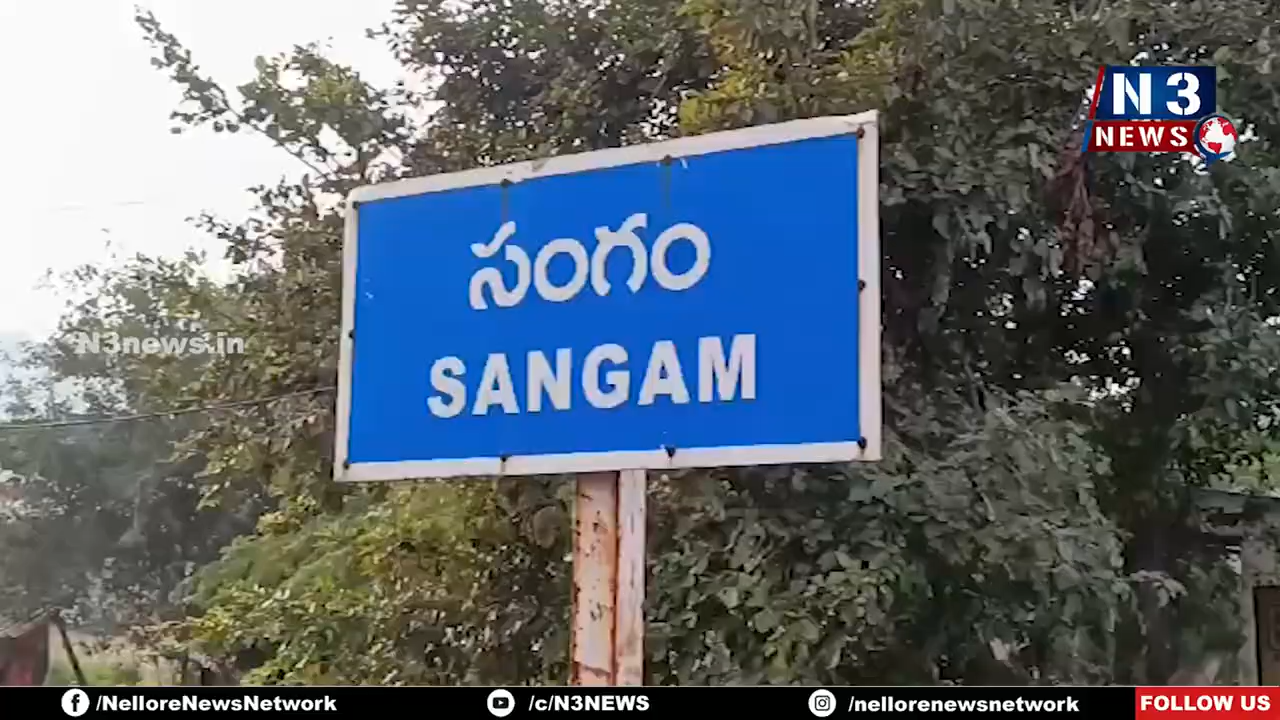 N3
NEWS
సంగం
SANGAM
N3news.in
/NelloreNewsNetwork
/c/N3NEWS
/nellorenewsnetwork
FOLLOW US